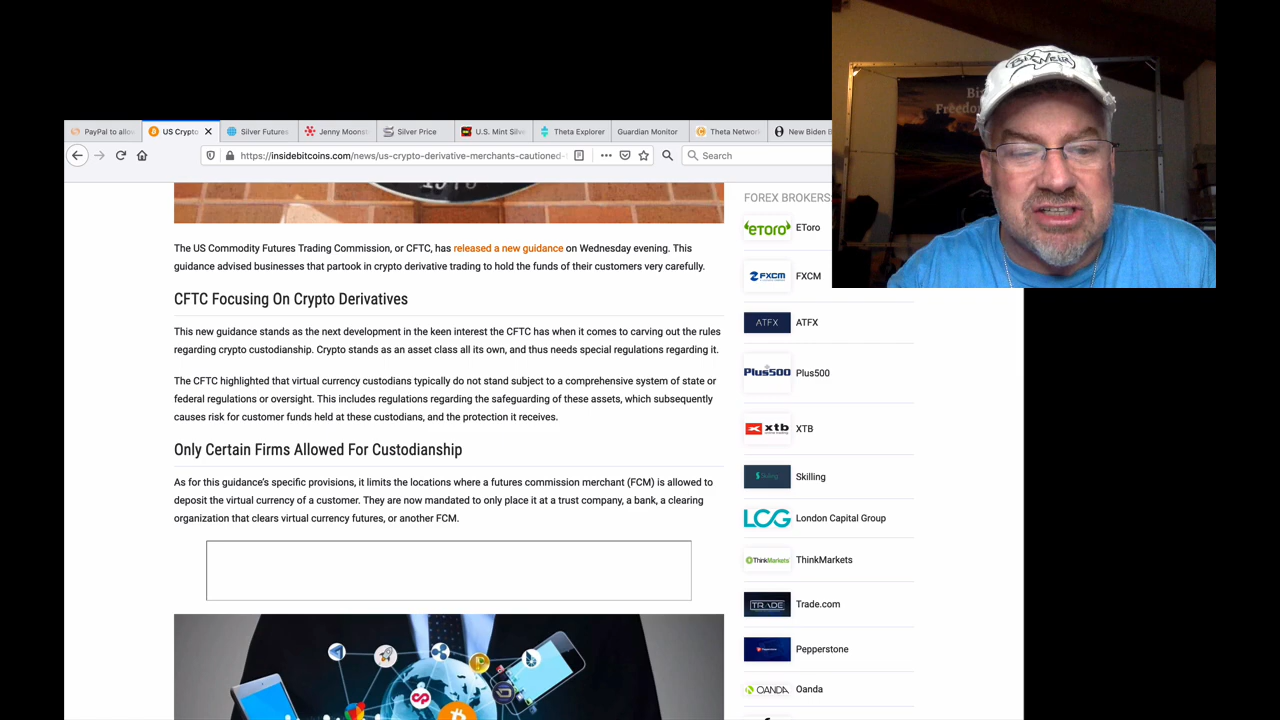 PayPal to allow
US Crypto
Silver Futures
Jenny Moonst
Silver Price
U.S. Mint Silv
Theta Explorer
Guardian Monitor
Theta Network
New Biden B
https://insidebitcoins.com/news/us-crypto-derivative-merchants-cautioned-
Search
1976
The US Commodity Futures Trading Commission, or CFTC, has released a new guidance on Wednesday evening. This
guidance advised businesses that partook in crypto derivative trading to hold the funds of their customers very carefully.
CFTC Focusing On Crypto Derivatives
This new guidance stands as the next development in the keen interest the CFTC has when it comes to carving out the rules
regarding crypto custodianship. Crypto stands as an asset class all its own, and thus needs special regulations regarding it.
The CFTC highlighted that virtual currency custodians typically do not stand subject to a comprehensive system of state or
federal regulations or oversight. This includes regulations regarding the safeguarding of these assets, which subsequently
causes risk for customer funds held at these custodians, and the protection it receives.
Only Certain Firms Allowed For Custodianship
As for this guidance's specific provisions, it limits the locations where a futures commission merchant (FCM) is allowed to
deposit the virtual currency of a customer. They are now mandated to only place it at a trust company, a bank, a clearing
organization that clears virtual currency futures, or another FCM.
FOREX BROKERS:
eToro EToro
FXCM FXCM
ATFX ATFX
Plus500 Plus500
xtb XTB
Skilling Skilling
LCG London Capital Group
ThinkMarkets ThinkMarkets
TRADE Trade.com
Pepperstone Pepperstone
OANDA Oanda
BIX WEIR
Bi
Freedo